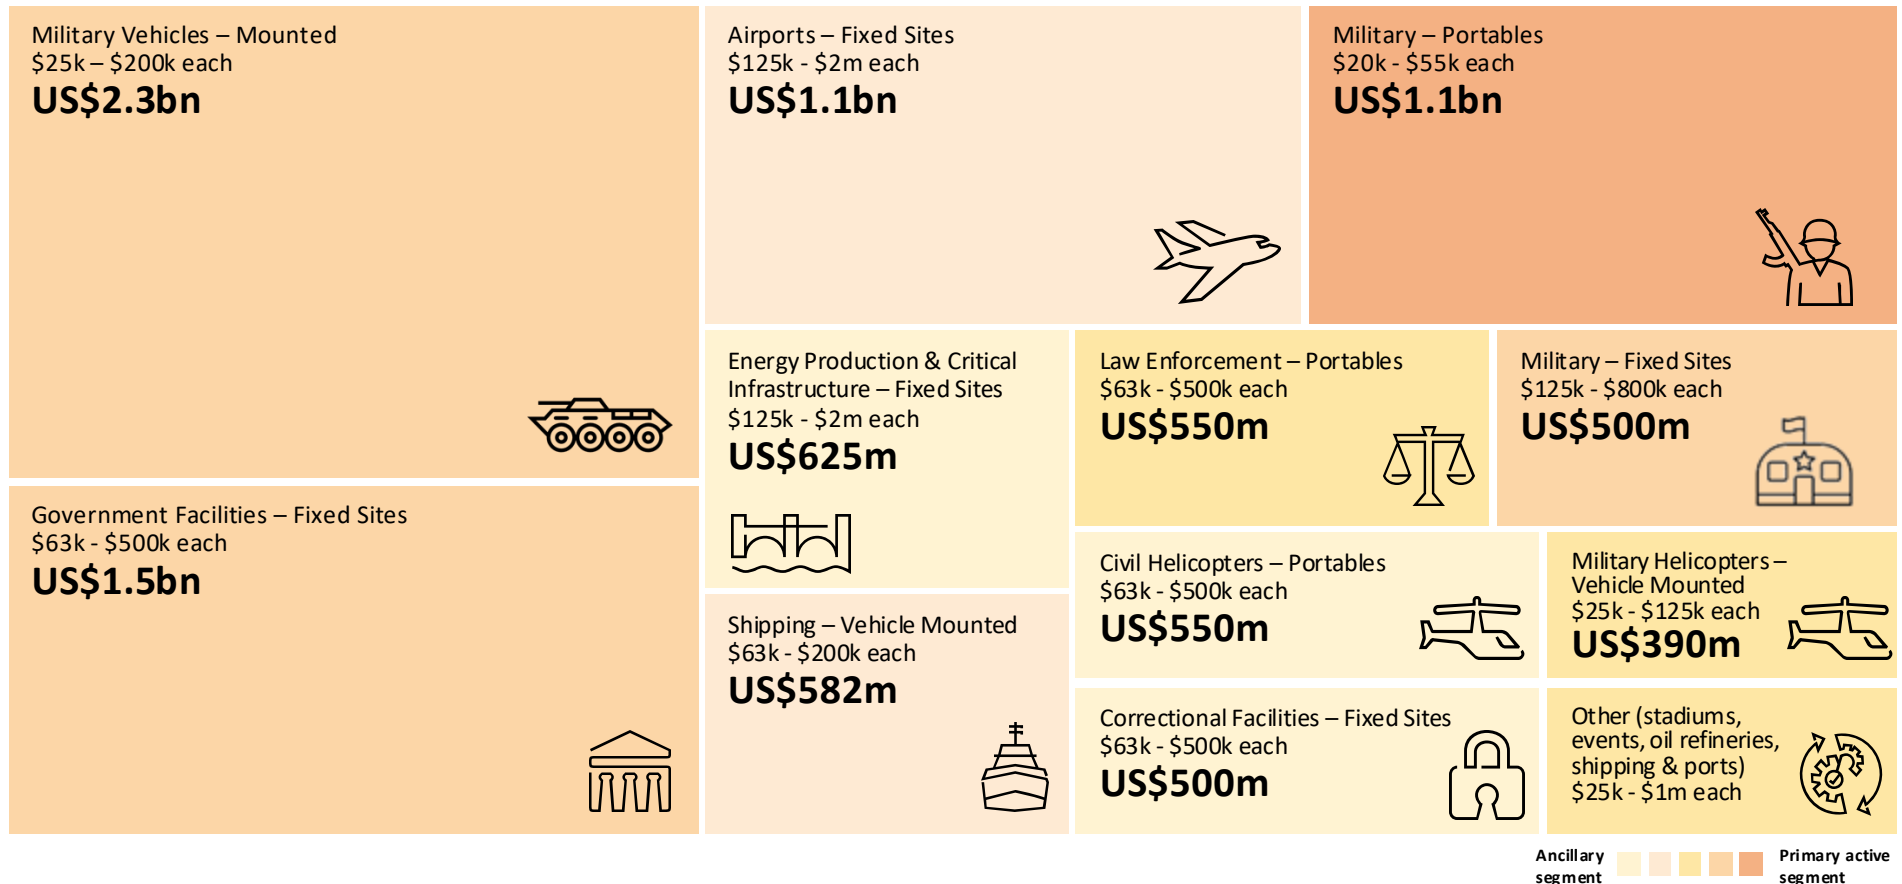 Military Vehicles – Mounted
$25k – $200k each
US$2.3bn
Airports – Fixed Sites
$125k - $2m each
US$1.1bn
Military – Portables
$20k - $55k each
US$1.1bn
Energy Production & Critical
Infrastructure – Fixed Sites
$125k - $2m each
US$625m
Law Enforcement – Portables
$63k - $500k each
US$550m
Military – Fixed Sites
$125k - $800k each
US$500m
Government Facilities – Fixed Sites
$63k - $500k each
US$1.5bn
Civil Helicopters – Portables
$63k - $500k each
US$550m
Military Helicopters –
Vehicle Mounted
$25k - $125k each
US$390m
Shipping – Vehicle Mounted
$63k - $200k each
US$582m
Correctional Facilities – Fixed Sites
$63k - $500k each
US$500m
Other (stadiums,
events, oil refineries,
shipping & ports)
$25k - $1m each
Ancillary
segment
Primary active
segment